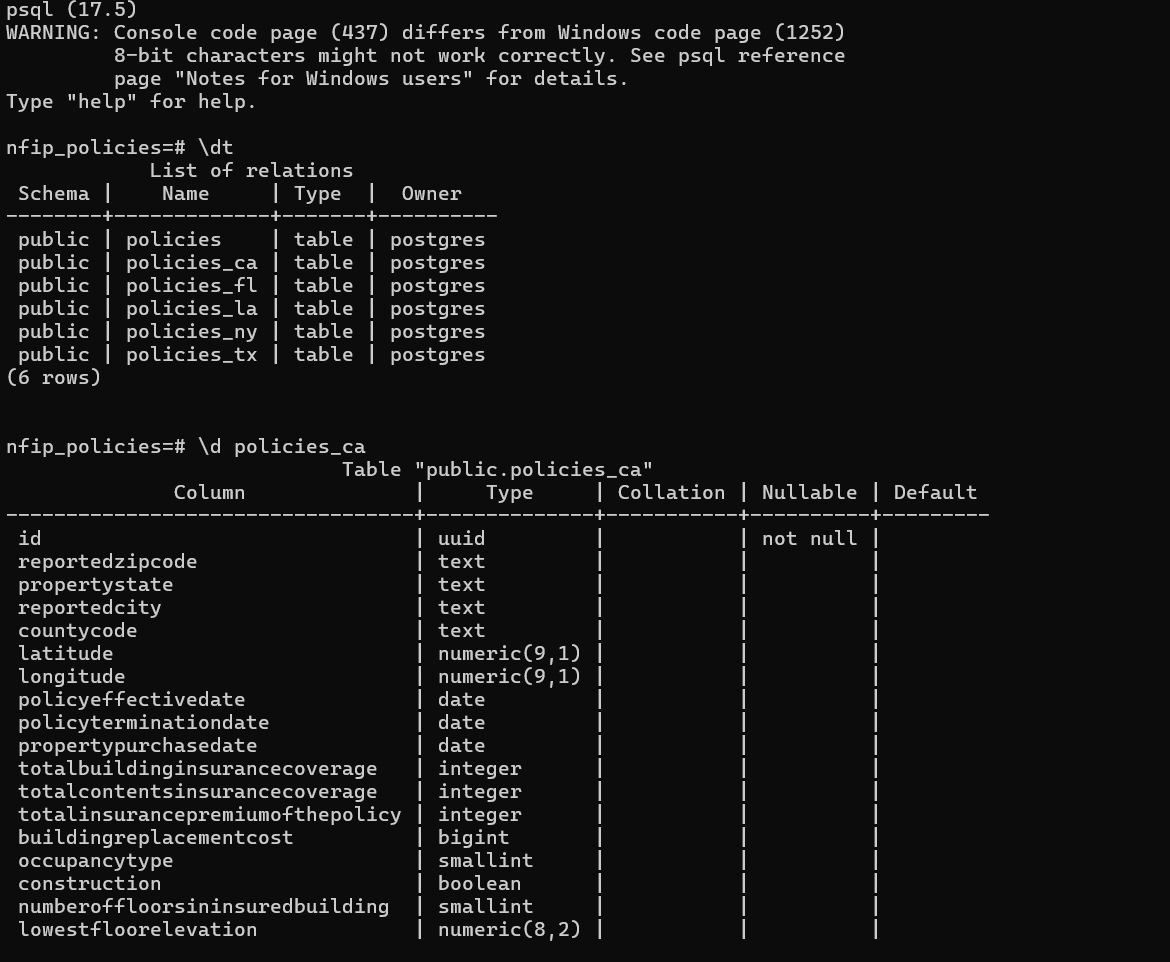 psql (17.5)
WARNING: Console code page (437) differs from Windows code page (1252)
         8-bit characters might not work correctly. See psql reference
         page "Notes for Windows users" for details.
Type "help" for help.

nfip_policies=# \dt
            List of relations
 Schema |    Name     | Type  |  Owner
--------+-------------+-------+----------
 public | policies    | table | postgres
 public | policies_ca | table | postgres
 public | policies_fl | table | postgres
 public | policies_la | table | postgres
 public | policies_ny | table | postgres
 public | policies_tx | table | postgres
(6 rows)


nfip_policies=# \d policies_ca
                            Table "public.policies_ca"
             Column               |     Type     | Collation | Nullable | Default
----------------------------------+--------------+-----------+----------+---------
 id                               | uuid         |           | not null |
 reportedzipcode                  | text         |           |          |
 propertystate                    | text         |           |          |
 reportedcity                     | text         |           |          |
 countycode                       | text         |           |          |
 latitude                         | numeric(9,1) |           |          |
 longitude                        | numeric(9,1) |           |          |
 policyeffectivedate              | date         |           |          |
 policyterminationdate            | date         |           |          |
 propertypurchasedate             | date         |           |          |
 totalbuildinginsurancecoverage   | integer      |           |          |
 totalcontentsinsurancecoverage   | integer      |           |          |
 totalinsurancepremiumofthepolicy | integer      |           |          |
 buildingreplacementcost          | bigint       |           |          |
 occupancytype                    | smallint     |           |          |
 construction                     | boolean      |           |          |
 numberoffloorsininsuredbuilding  | smallint     |           |          |
 lowestfloorelevation             | numeric(8,2) |           |          |